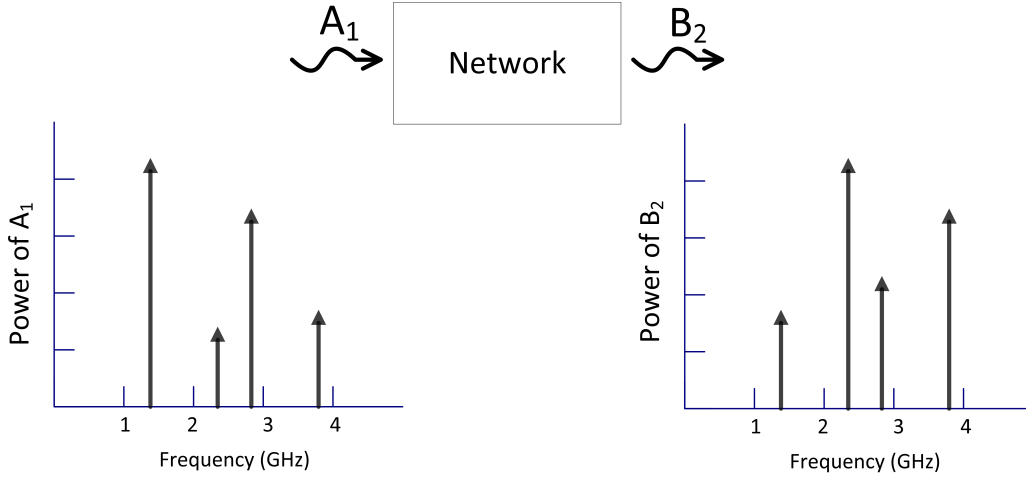 A1
B2
Network
Power of A1
1 2 3 4
Frequency (GHz)
Power of B2
1 2 3 4
Frequency (GHz)